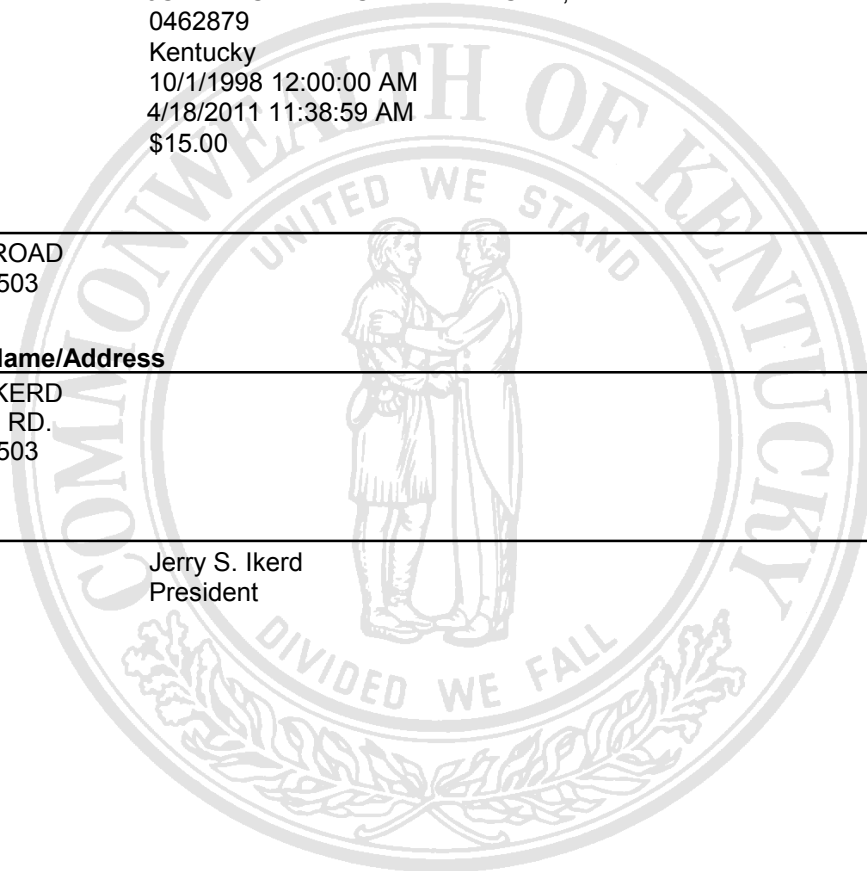 0462879
Kentucky
10/1/1998 12:00:00 AM
4/18/2011 11:38:59 AM
$15.00
COMMONWEALTH OF KENTUCKY
UNITED WE STAND
ROAD
503
Name/Address
KERD
RD.
503
Jerry S. Ikerd
President
DIVIDED WE FALL